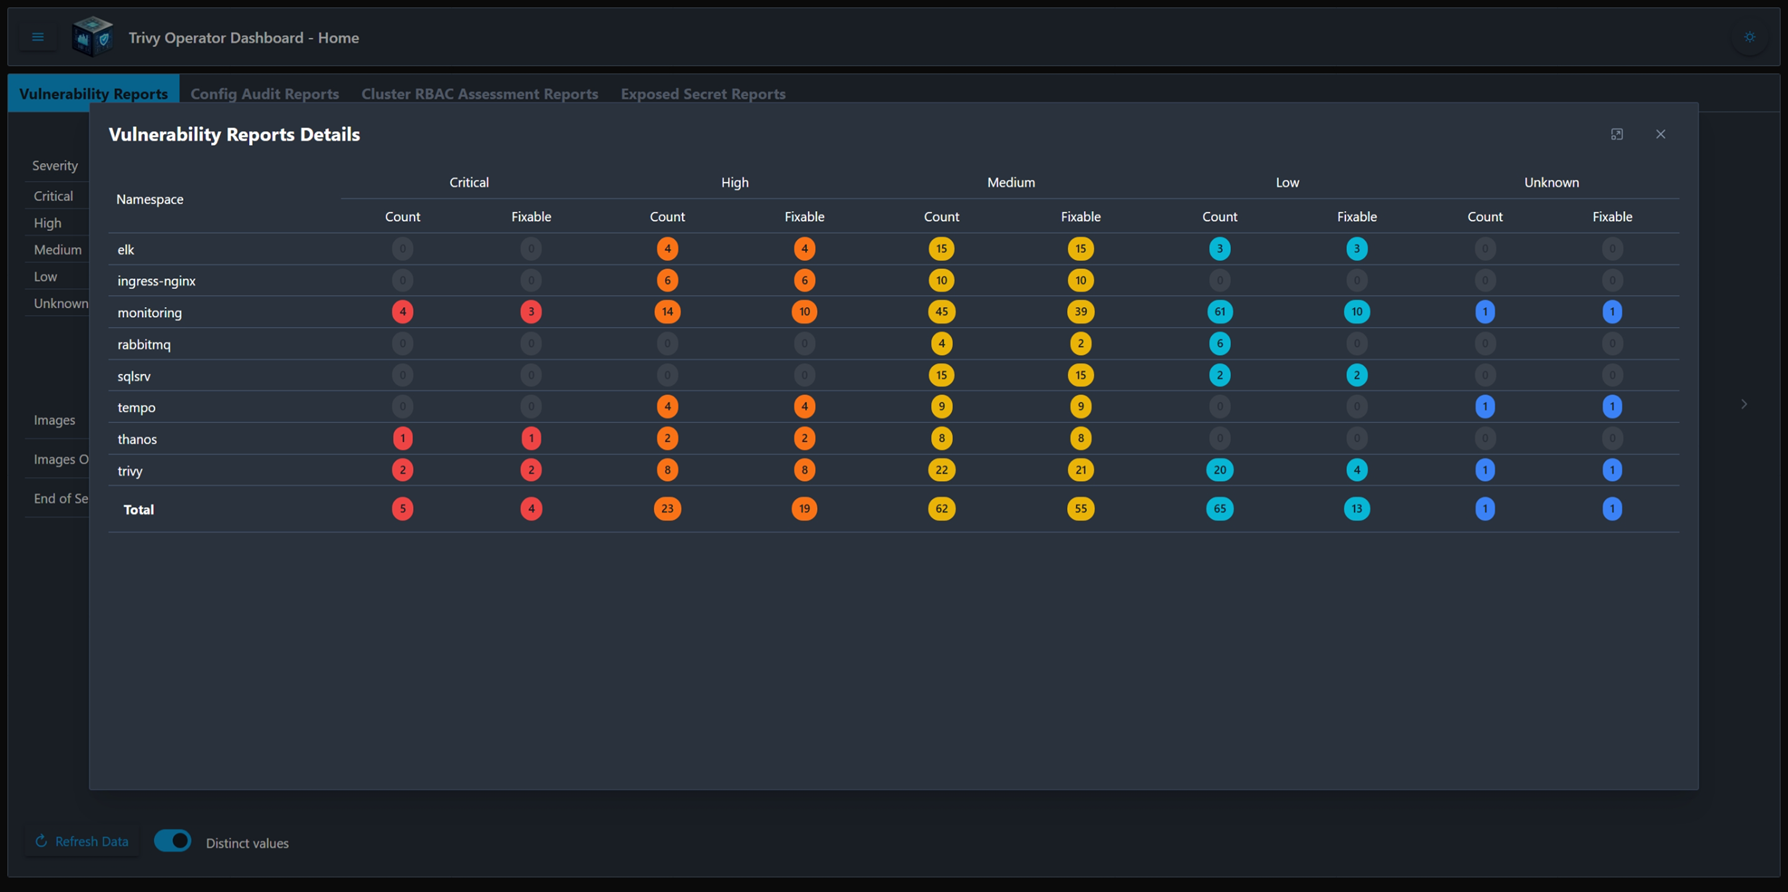 Trivy Operator Dashboard - Home
Vulnerability Reports Config Audit Reports Cluster RBAC Assessment Reports Exposed Secret Reports
Vulnerability Reports Details
Severity
Critical
High
Medium
Low
Unknown
Images
Images O
End of Se
Namespace Critical High Medium Low Unknown
Count Fixable Count Fixable Count Fixable Count Fixable Count Fixable
elk 0 0 4 4 15 15 3 3 0 0
ingress-nginx 0 0 6 6 10 10 0 0 0 0
monitoring 4 3 14 10 45 39 61 10 1 1
rabbitmq 0 0 0 0 4 2 6 0 0 0
sqlsrv 0 0 0 0 15 15 2 2 0 0
tempo 0 0 4 4 9 9 0 0 1 1
thanos 1 1 2 2 8 8 0 0 0 0
trivy 2 2 8 8 22 21 20 4 1 1
Total 5 4 23 19 62 55 65 13 1 1
Refresh Data Distinct values